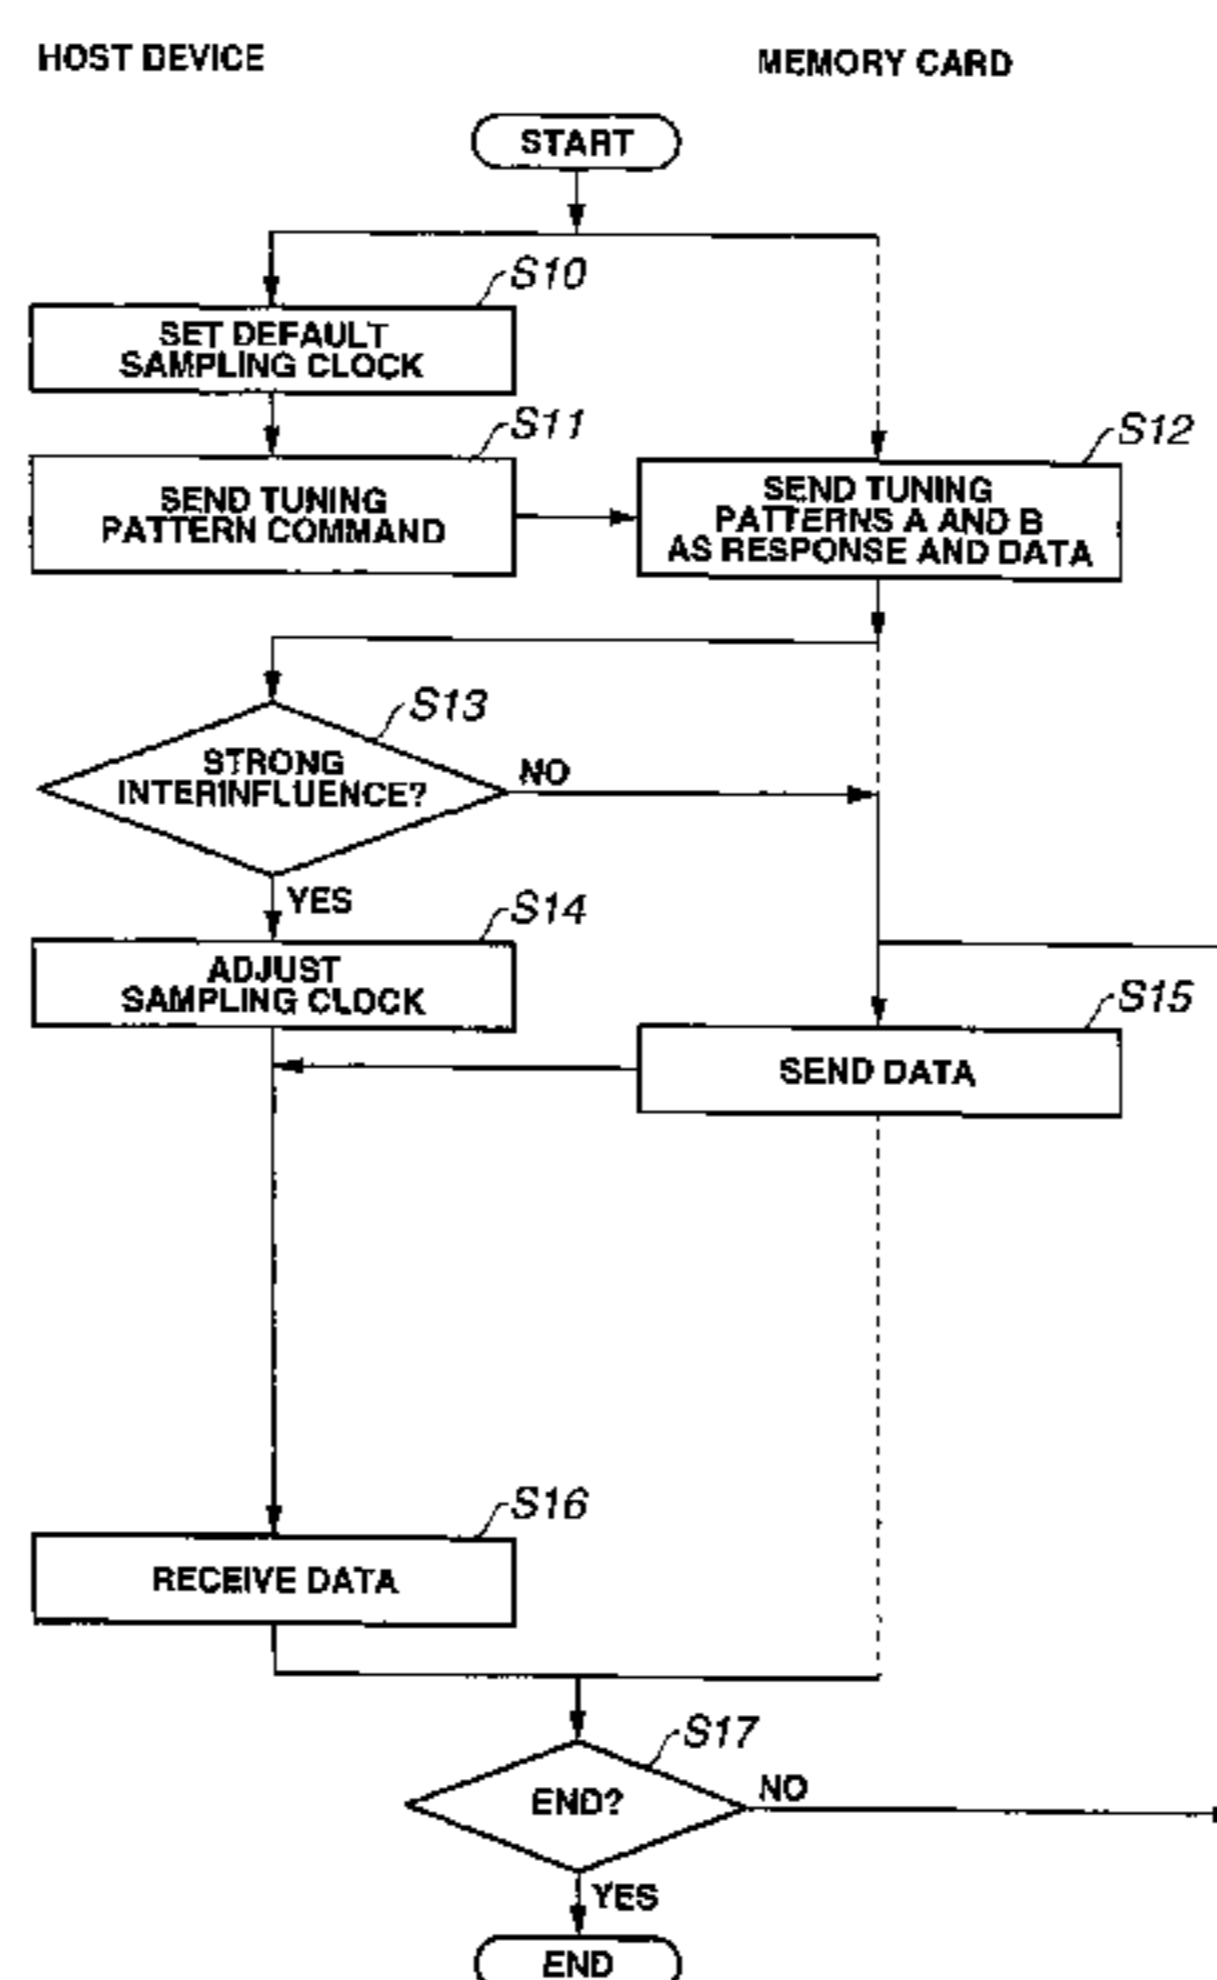 HOST DEVICE
MEMORY CARD
START
S10
SET DEFAULT
SAMPLING CLOCK
S11
SEND TUNING
PATTERN COMMAND
S12
SEND TUNING
PATTERNS A AND B
AS RESPONSE AND DATA
S13
STRONG
INTERINFLUENCE?
NO
YES
S14
ADJUST
SAMPLING CLOCK
S15
SEND DATA
S16
RECEIVE DATA
S17
END?
NO
YES
END